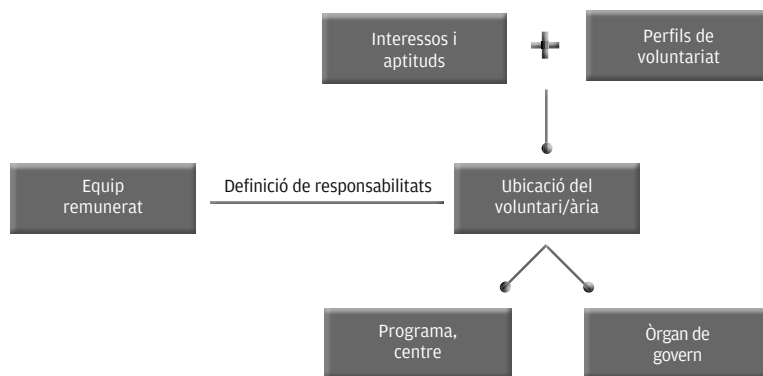 Interessos i
aptituds
Perfils de
voluntariat
Equip
remunerat
Definició de responsabilitats
Ubicació del
voluntari/ària
Programa,
centre
Òrgan de
govern